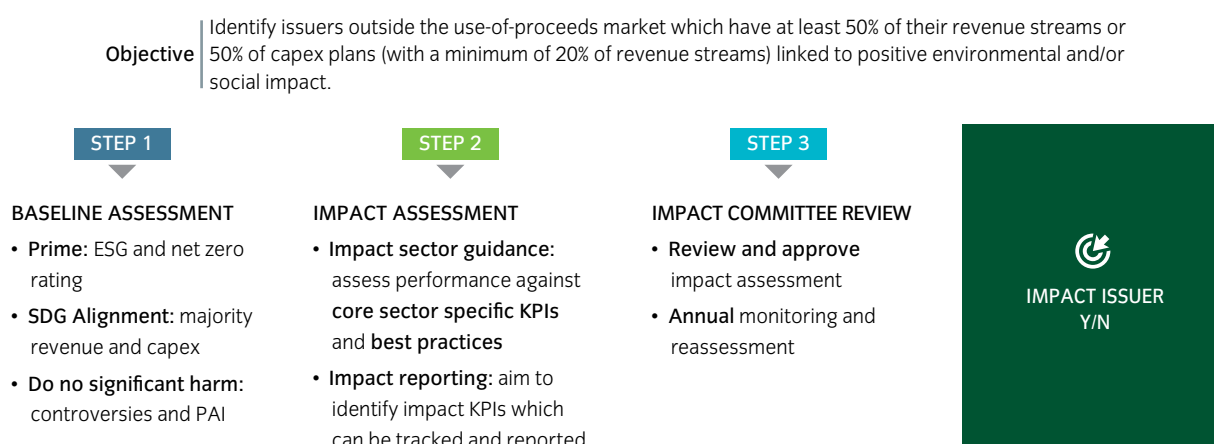 Identify issuers outside the use-of-proceeds market which have at least 50% of their revenue streams or
Objective 50% of capex plans (with a minimum of 20% of revenue streams) linked to positive environmental and/or
social impact.
STEP 1
BASELINE ASSESSMENT
• Prime: ESG and net zero
rating
• SDG Alignment: majority
revenue and capex
• Do no significant harm:
controversies and PAI
STEP 2
IMPACT ASSESSMENT
• Impact sector guidance:
assess performance against
core sector specific KPIs
and best practices
• Impact reporting: aim to
identify impact KPIs which
can be tracked and reported
STEP 3
IMPACT COMMITTEE REVIEW
• Review and approve
impact assessment
• Annual monitoring and
reassessment
IMPACT ISSUER
Y/N